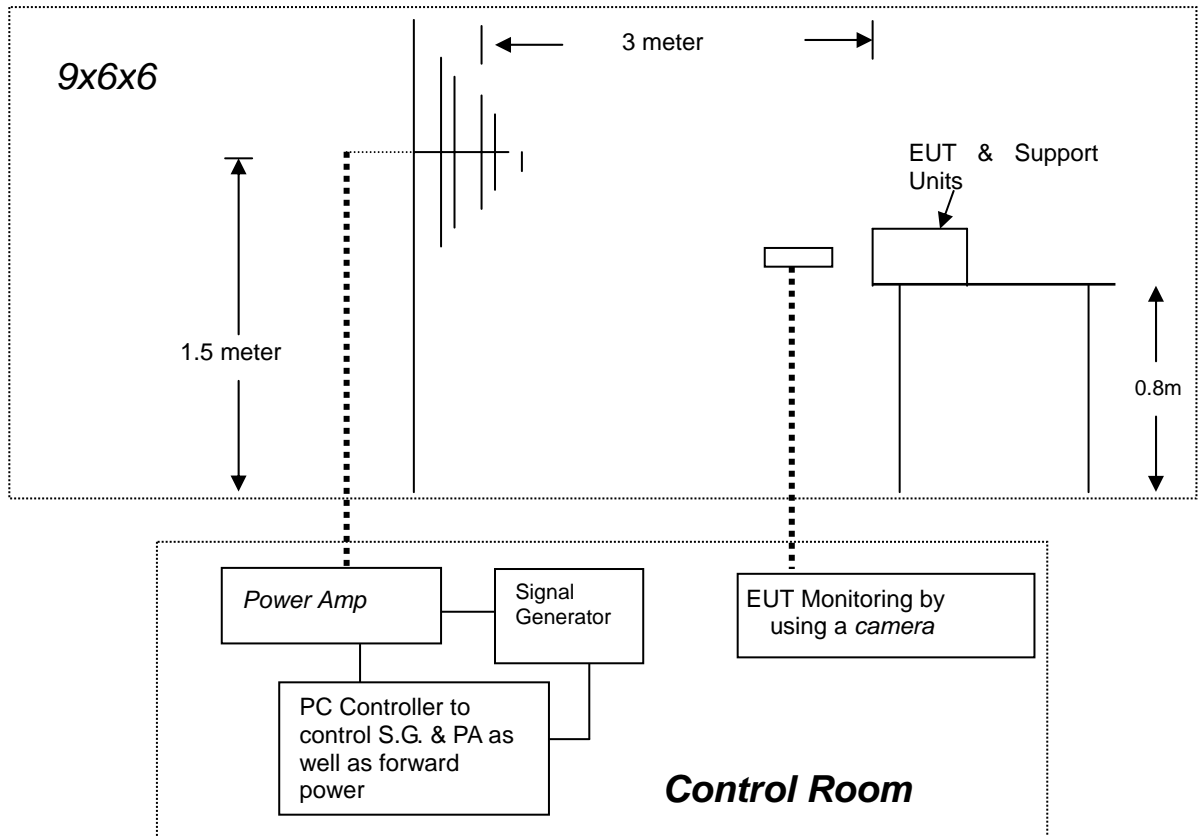 3 meter
9x6x6
EUT & Support
Units
1.5 meter
0.8m
Power Amp
Signal
Generator
EUT Monitoring by
using a camera
PC Controller to
control S.G. & PA as
well as forward
power
Control Room